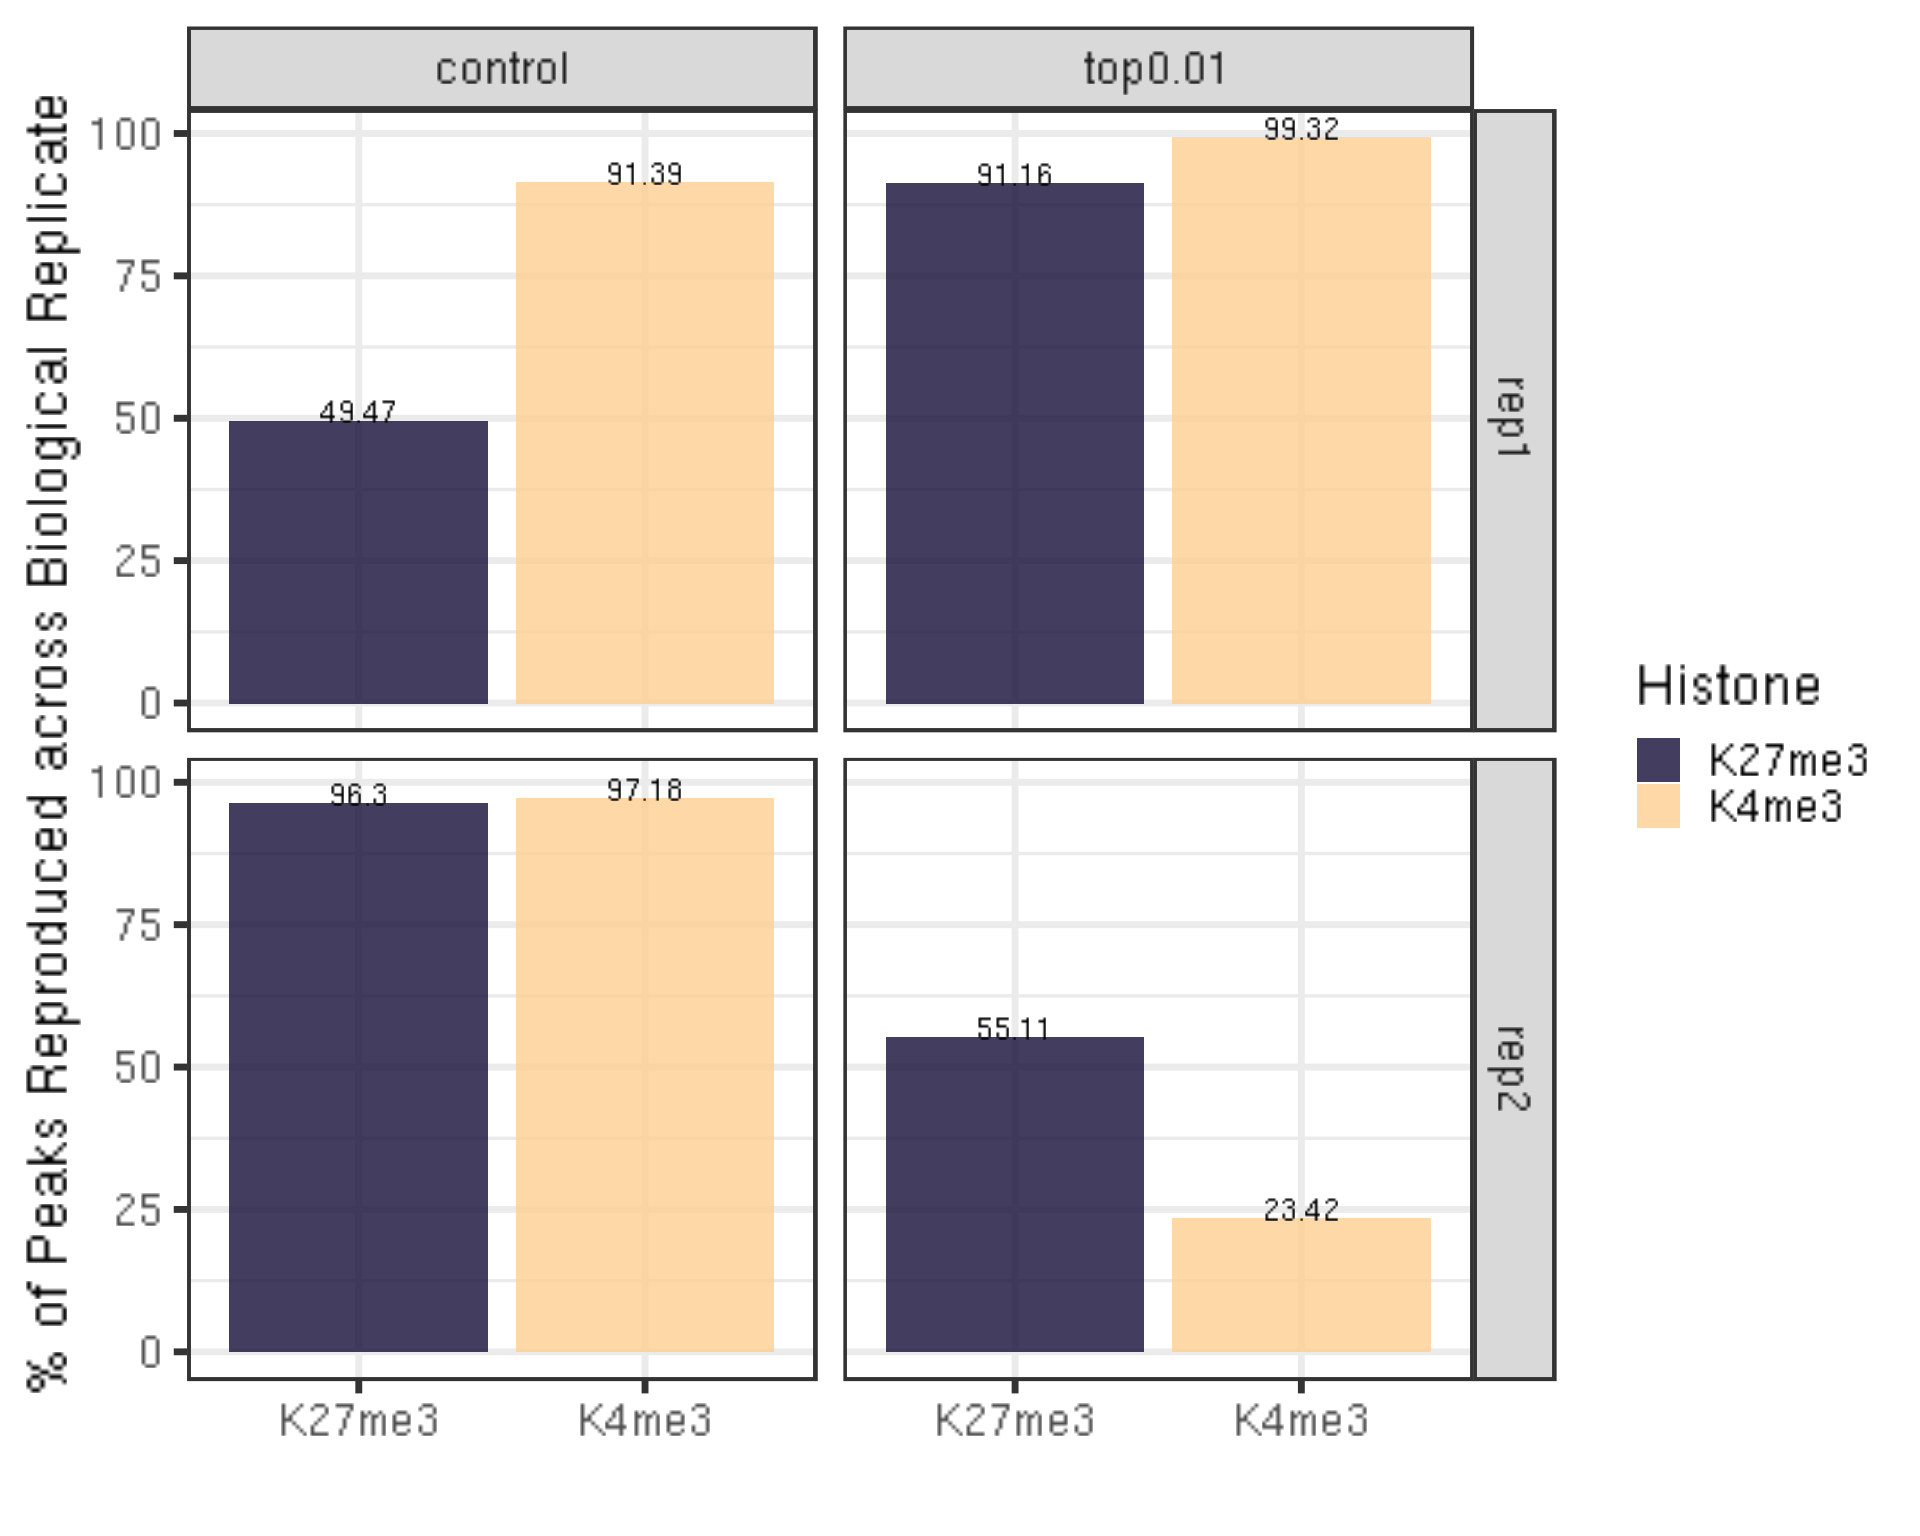 control
top0.01
% of Peaks Reproduced across Biological Replicate
100
75
50
25
0
49.47
91.39
91.16
99.32
rep1
100
75
50
25
0
96.3
97.18
55.11
23.42
rep2
K27me3
K4me3
K27me3
K4me3
Histone
K27me3
K4me3